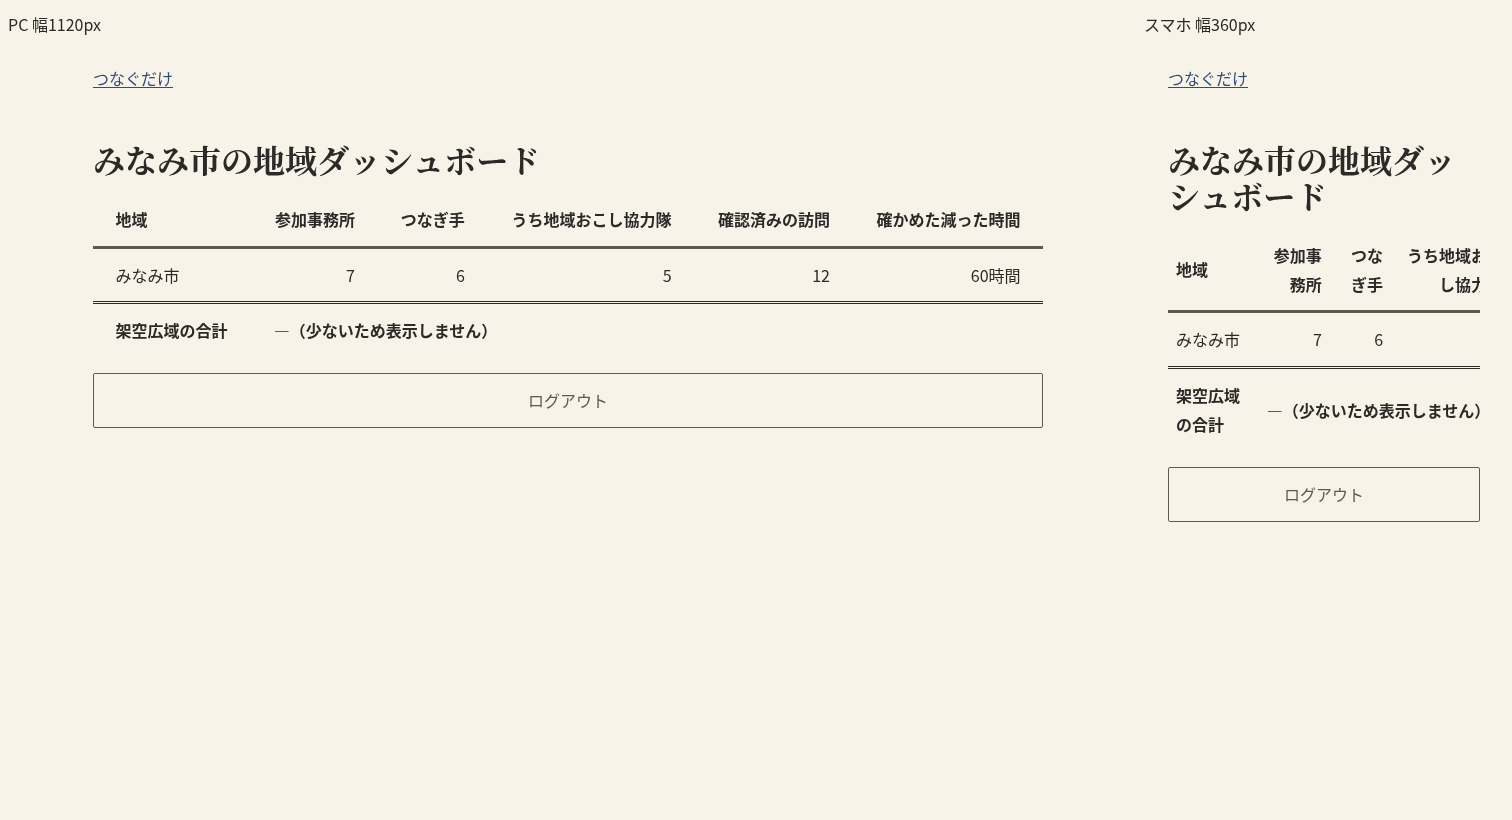 PC 幅1120px
つなぐだけ
みなみ市の地域ダッシュボード
地域 参加事務所 つなぎ手 うち地域おこし協力隊 確認済みの訪問 確かめた減った時間
みなみ市 7 6 5 12 60時間
架空広域の合計 —（少ないため表示しません）
ログアウト
スマホ 幅360px
つなぐだけ
みなみ市の地域ダッ
シュボード
地域 参加事 つな うち地域お
務所 ぎ手 し協力
みなみ市 7 6
架空広域 —（少ないため表示しません）
の合計
ログアウト